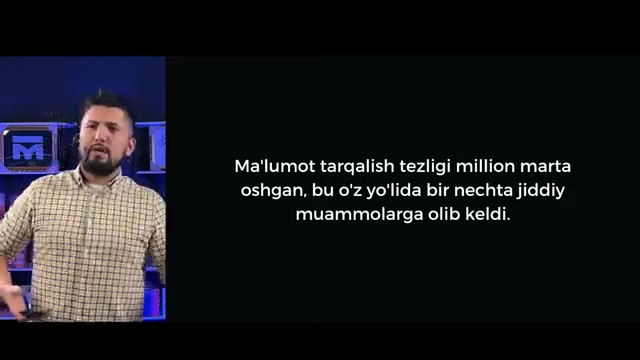 Ma'lumot tarqalish tezligi million marta
oshgan, bu o'z yo'lida bir nechta jiddiy
muammolarga olib keldi.